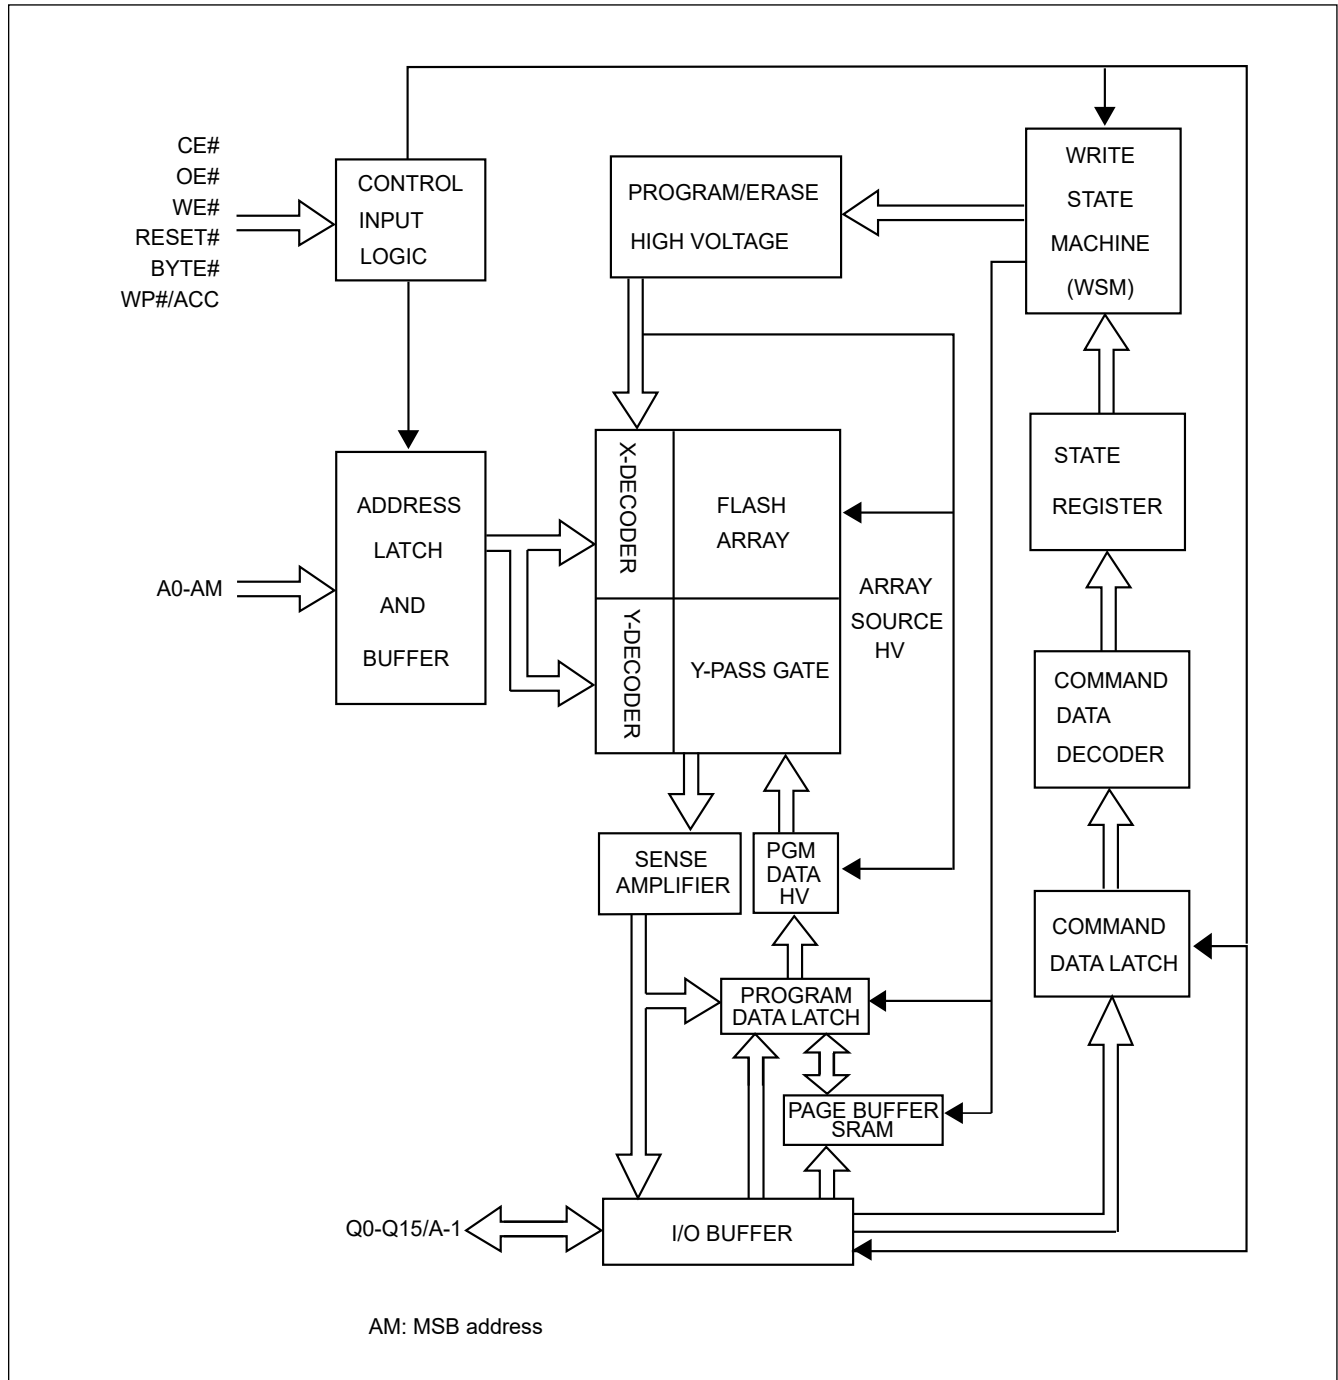 CE#
OE#
WE#
RESET#
BYTE#
WP#/ACC
CONTROL
INPUT
LOGIC
PROGRAM/ERASE
HIGH VOLTAGE
WRITE
STATE
MACHINE
(WSM)
STATE
REGISTER
A0-AM
ADDRESS
LATCH
AND
BUFFER
X-DECODER
FLASH
ARRAY
Y-DECODER
Y-PASS GATE
ARRAY
SOURCE
HV
COMMAND
DATA
DECODER
SENSE
AMPLIFIER
PGM
DATA
HV
COMMAND
DATA LATCH
PROGRAM
DATA LATCH
PAGE BUFFER
SRAM
Q0-Q15/A-1
I/O BUFFER
AM: MSB address